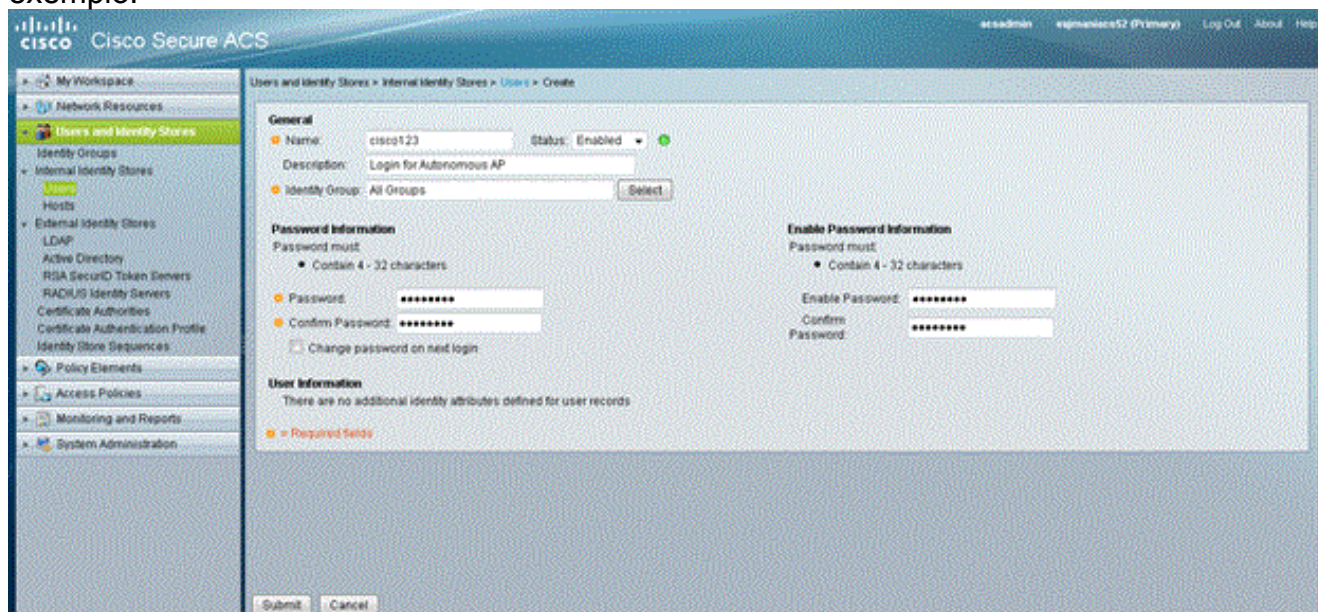 exemple:
cisco Cisco Secure ACS
acsadmin (Primary) Log Out About Help
My Workspace
Network Resources
Users and Identity Stores
Identity Groups
Internal Identity Stores
Users
Hosts
External Identity Stores
LDAP
Active Directory
RSA SecurID Token Servers
RADIUS Identity Servers
Certificate Authorities
Certificate Authentication Profile
Identity Store Sequences
Policy Elements
Access Policies
Monitoring and Reports
System Administration
Users and Identity Stores > Internal Identity Stores > Users > Create
General
Name: cisco123 Status: Enabled
Description: Login for Autonomous AP
Identity Group: All Groups Select
Password Information
Password must:
• Contain 4 - 32 characters
Password: ••••••••
Confirm Password: ••••••••
Change password on next login
Enable Password Information
Password must:
• Contain 4 - 32 characters
Enable Password: ••••••••
Confirm
Password: ••••••••
User Information
There are no additional identity attributes defined for user records
= Required fields
Submit Cancel